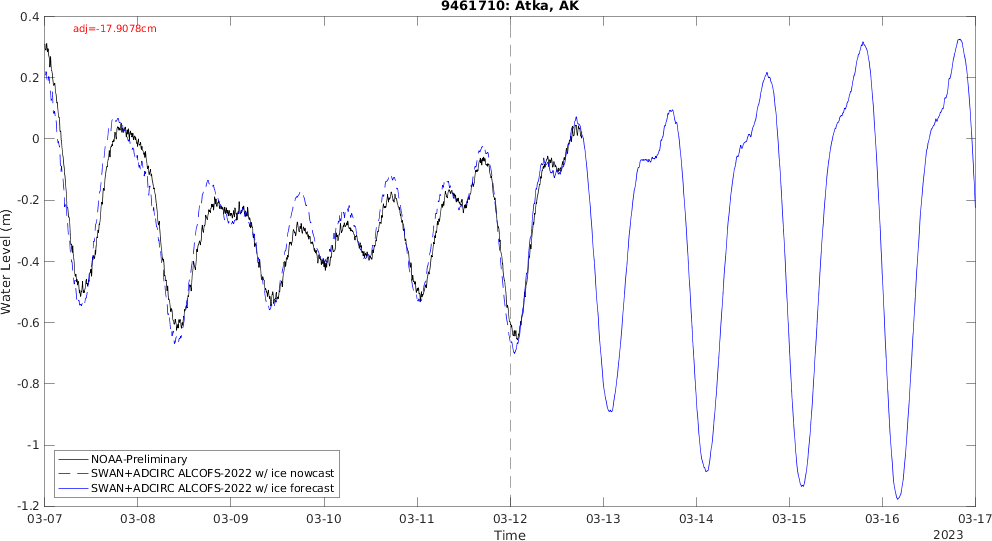 9461710: Atka, AK
adj=-17.9078cm
0.4
0.2
0
-0.2
-0.4
-0.6
-0.8
-1
-1.2
Water Level (m)
NOAA-Preliminary
SWAN+ADCIRC ALCOFS-2022 w/ ice nowcast
SWAN+ADCIRC ALCOFS-2022 w/ ice forecast
03-07 03-08 03-09 03-10 03-11 03-12 03-13 03-14 03-15 03-16 03-17
Time
2023